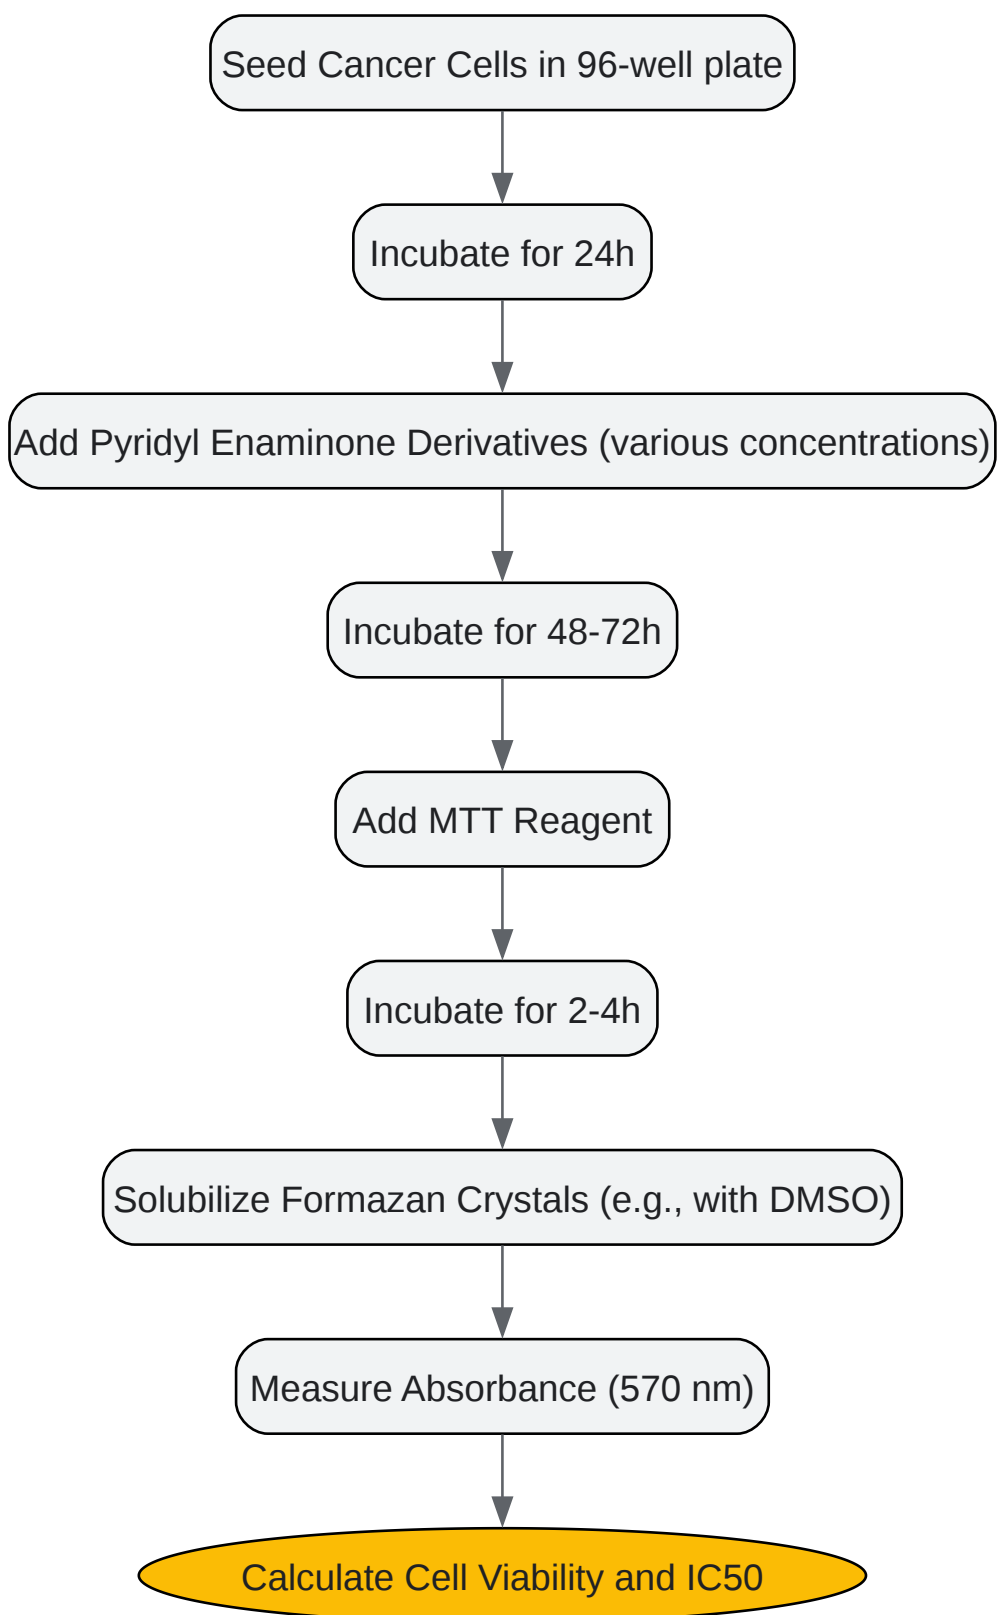 Seed Cancer Cells in 96-well plate
Incubate for 24h
Add Pyridyl Enaminone Derivatives (various concentrations)
Incubate for 48-72h
Add MTT Reagent
Incubate for 2-4h
Solubilize Formazan Crystals (e.g., with DMSO)
Measure Absorbance (570 nm)
Calculate Cell Viability and IC50